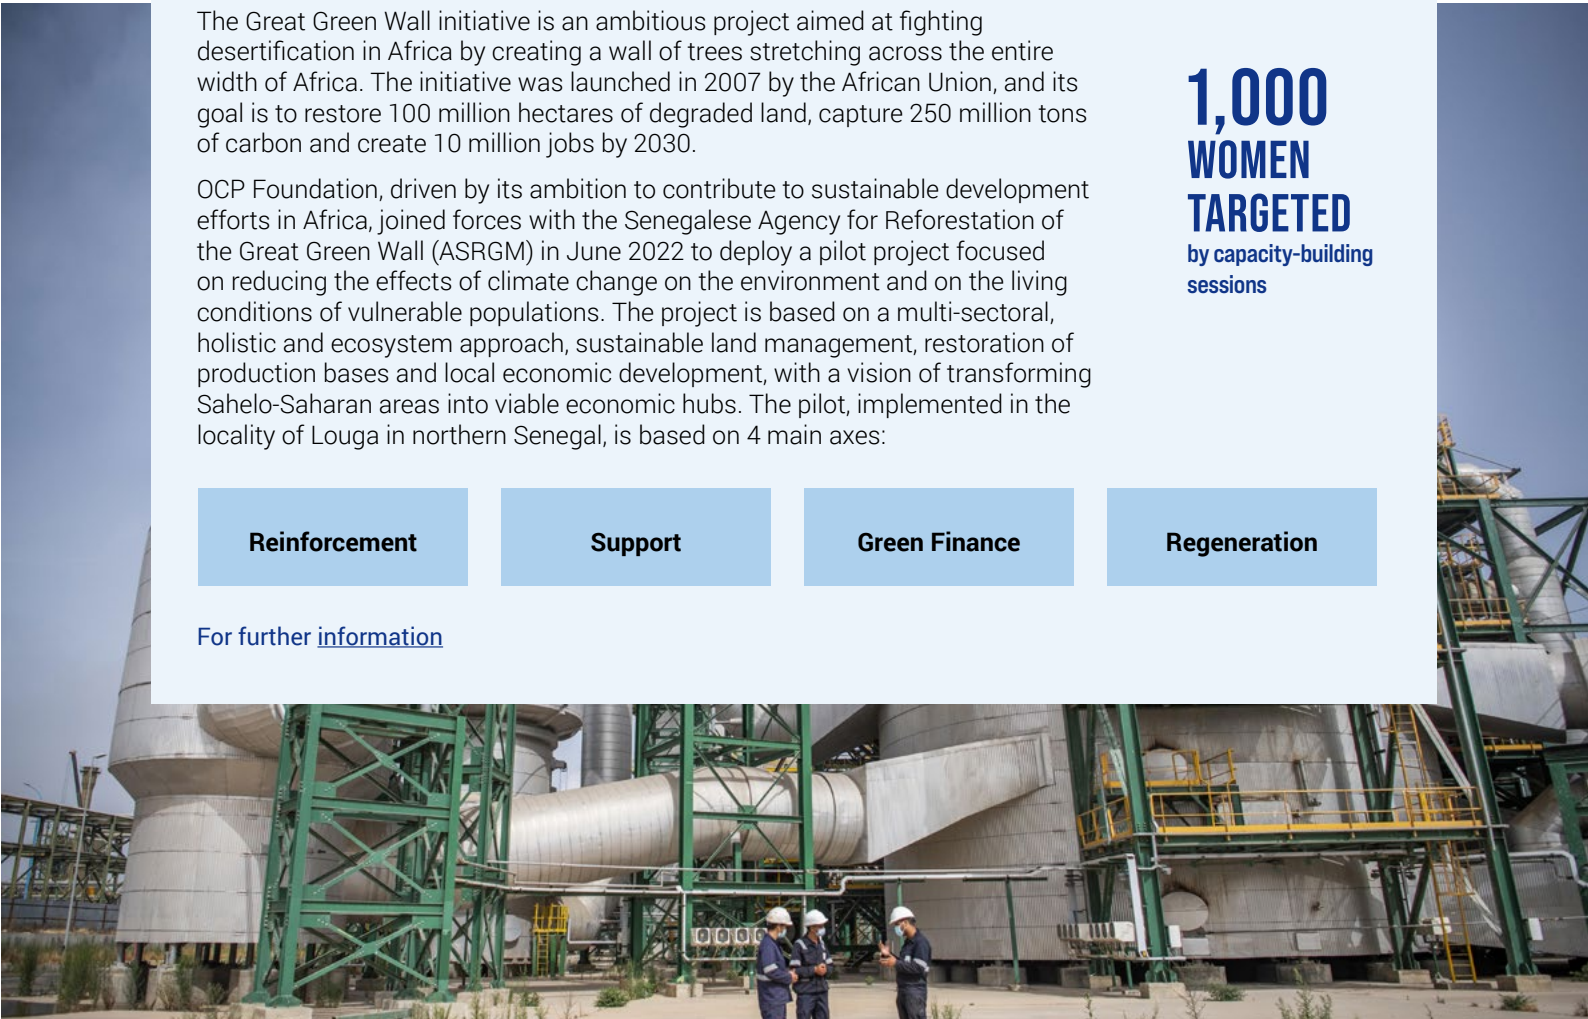 The Great Green Wall initiative is an ambitious project aimed at fighting
desertification in Africa by creating a wall of trees stretching across the entire
width of Africa. The initiative was launched in 2007 by the African Union, and its
goal is to restore 100 million hectares of degraded land, capture 250 million tons
of carbon and create 10 million jobs by 2030.
OCP Foundation, driven by its ambition to contribute to sustainable development
efforts in Africa, joined forces with the Senegalese Agency for Reforestation of
the Great Green Wall (ASRGM) in June 2022 to deploy a pilot project focused
on reducing the effects of climate change on the environment and on the living
conditions of vulnerable populations. The project is based on a multi-sectoral,
holistic and ecosystem approach, sustainable land management, restoration of
production bases and local economic development, with a vision of transforming
Sahelo-Saharan areas into viable economic hubs. The pilot, implemented in the
locality of Louga in northern Senegal, is based on 4 main axes:
1,000
WOMEN
TARGETED
by capacity-building
sessions
Reinforcement
Support
Green Finance
Regeneration
For further information